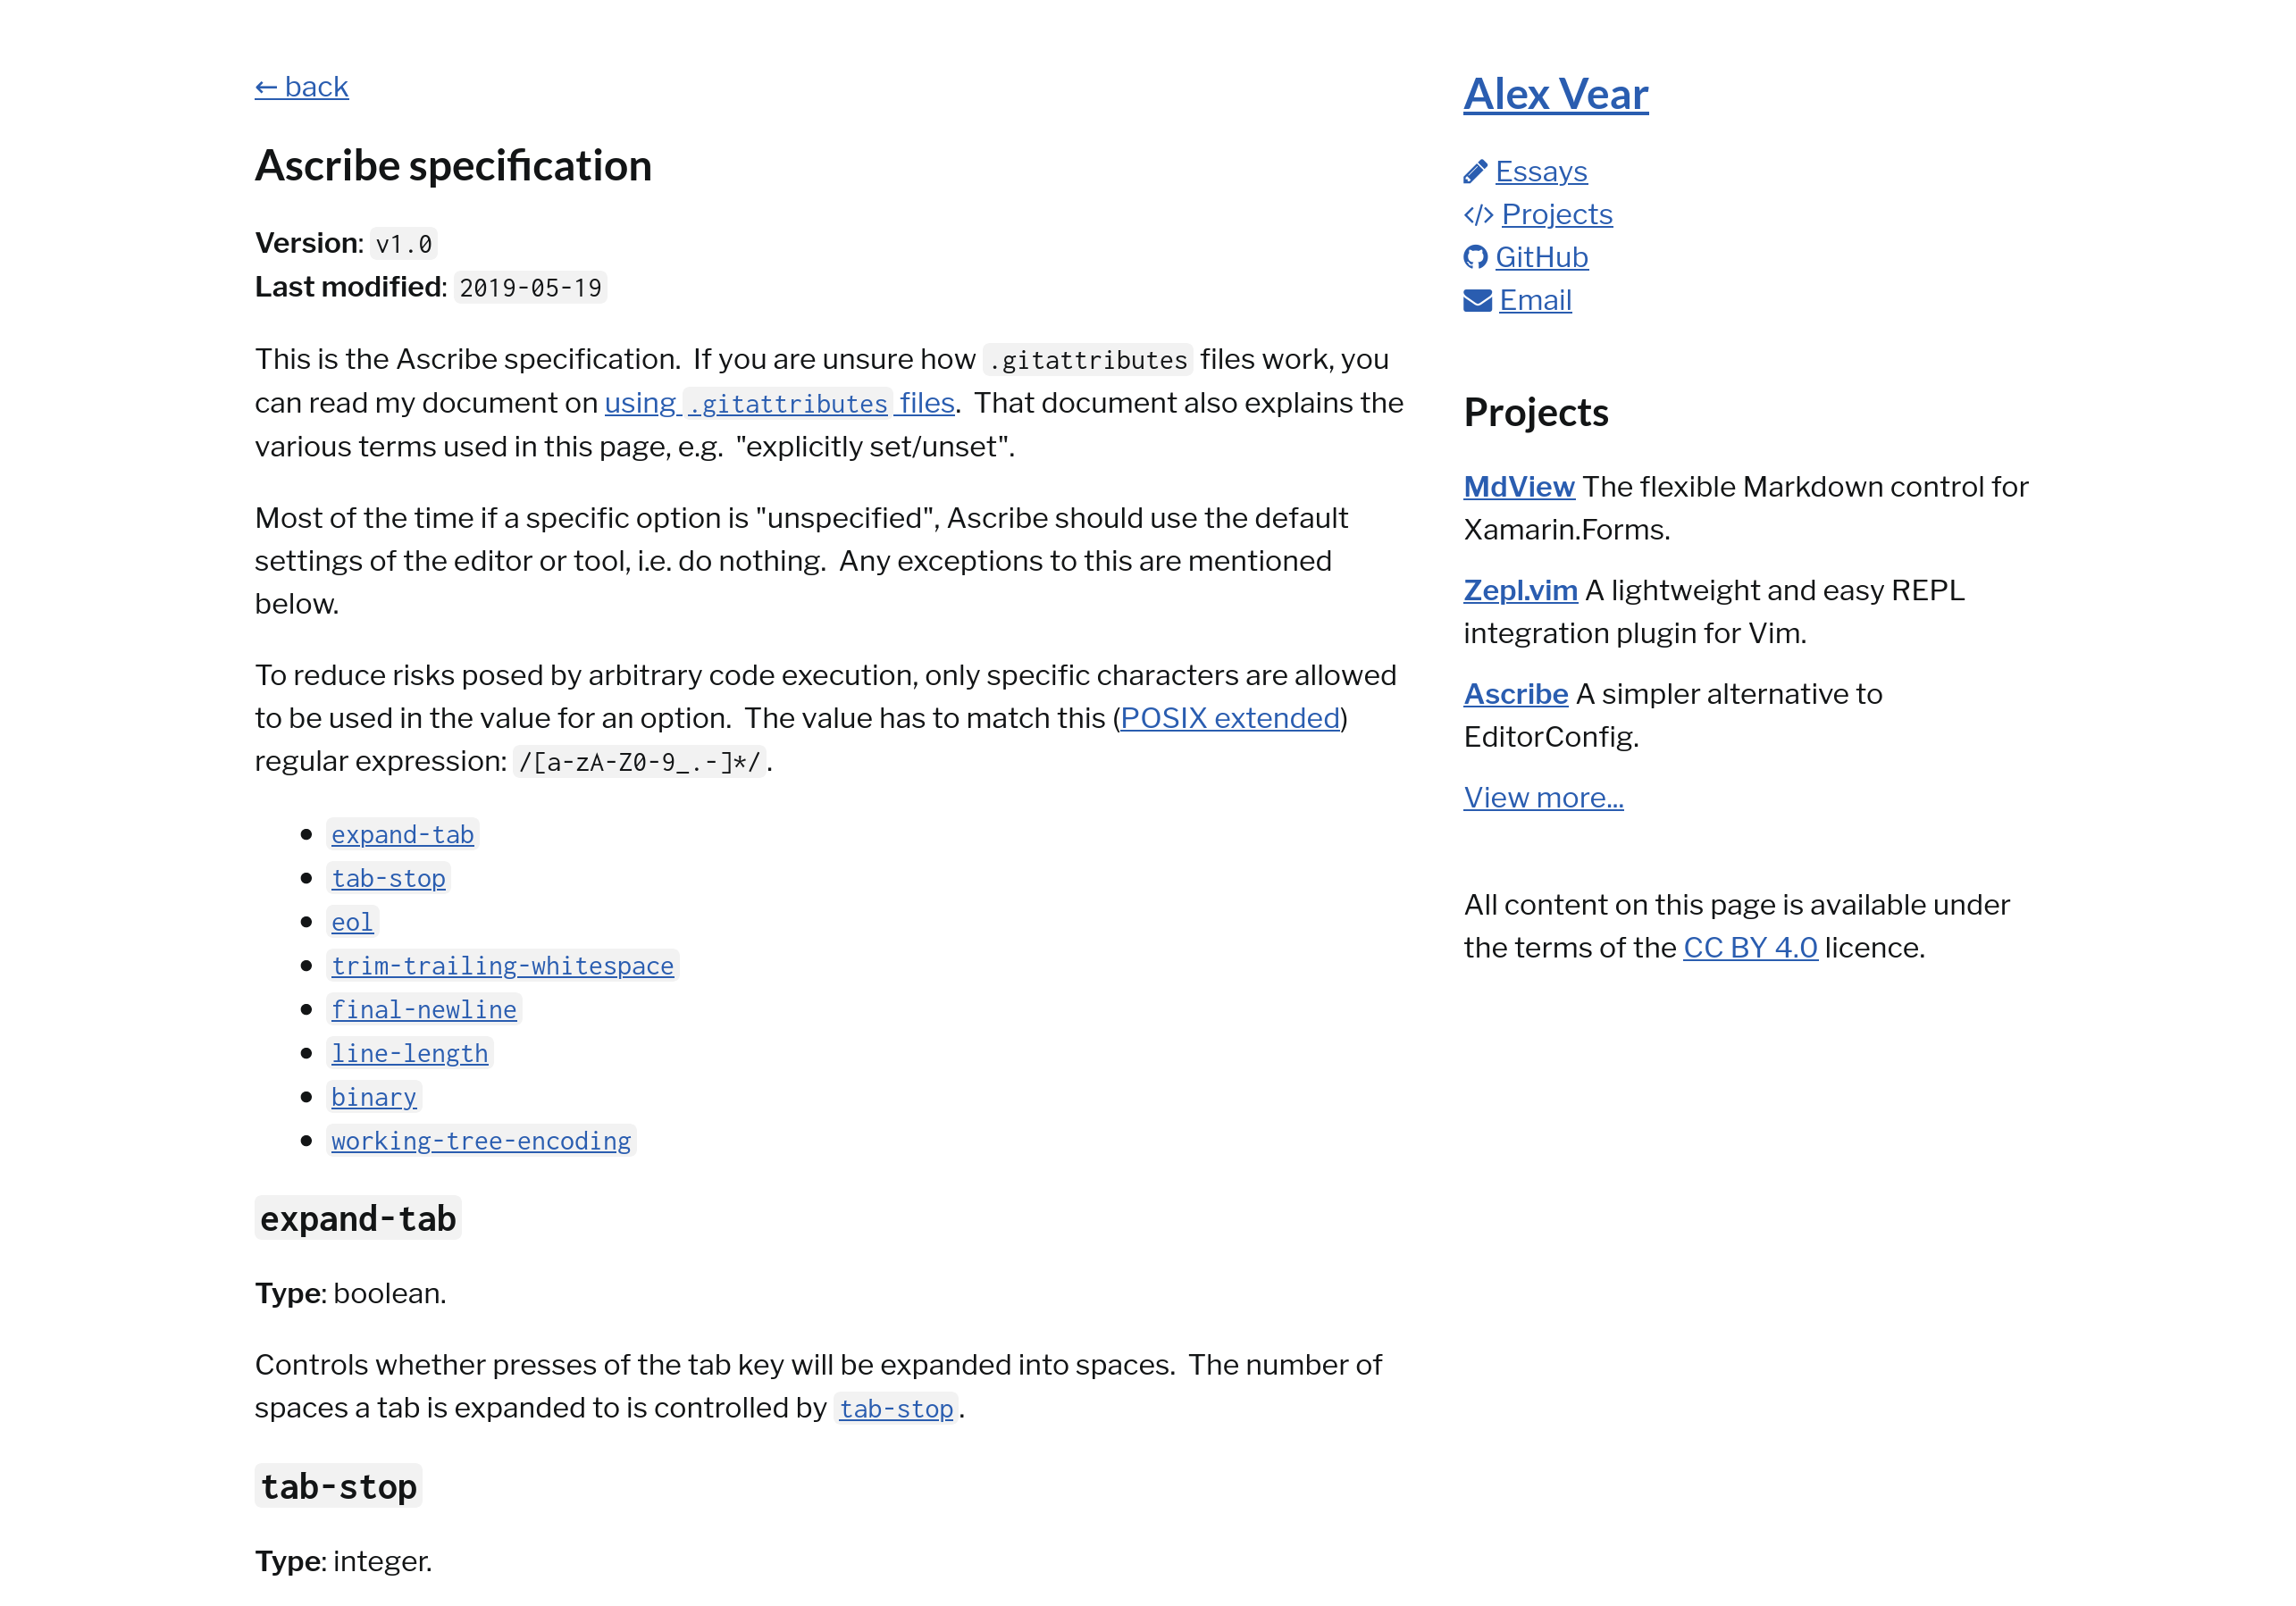 ← back
Ascribe specification
Version: v1.0
Last modified: 2019-05-19
This is the Ascribe specification.  If you are unsure how .gitattributes files work, you
can read my document on using .gitattributes files.  That document also explains the
various terms used in this page, e.g.  "explicitly set/unset".
Most of the time if a specific option is "unspecified", Ascribe should use the default
settings of the editor or tool, i.e. do nothing.  Any exceptions to this are mentioned
below.
To reduce risks posed by arbitrary code execution, only specific characters are allowed
to be used in the value for an option.  The value has to match this (POSIX extended)
regular expression: /[a-zA-Z0-9_.-]*/.
• expand-tab
• tab-stop
• eol
• trim-trailing-whitespace
• final-newline
• line-length
• binary
• working-tree-encoding
expand-tab
Type: boolean.
Controls whether presses of the tab key will be expanded into spaces.  The number of
spaces a tab is expanded to is controlled by tab-stop.
tab-stop
Type: integer.
Alex Vear
Essays
Projects
GitHub
Email
Projects
MdView The flexible Markdown control for
Xamarin.Forms.
Zepl.vim A lightweight and easy REPL
integration plugin for Vim.
Ascribe A simpler alternative to
EditorConfig.
View more...
All content on this page is available under
the terms of the CC BY 4.0 licence.